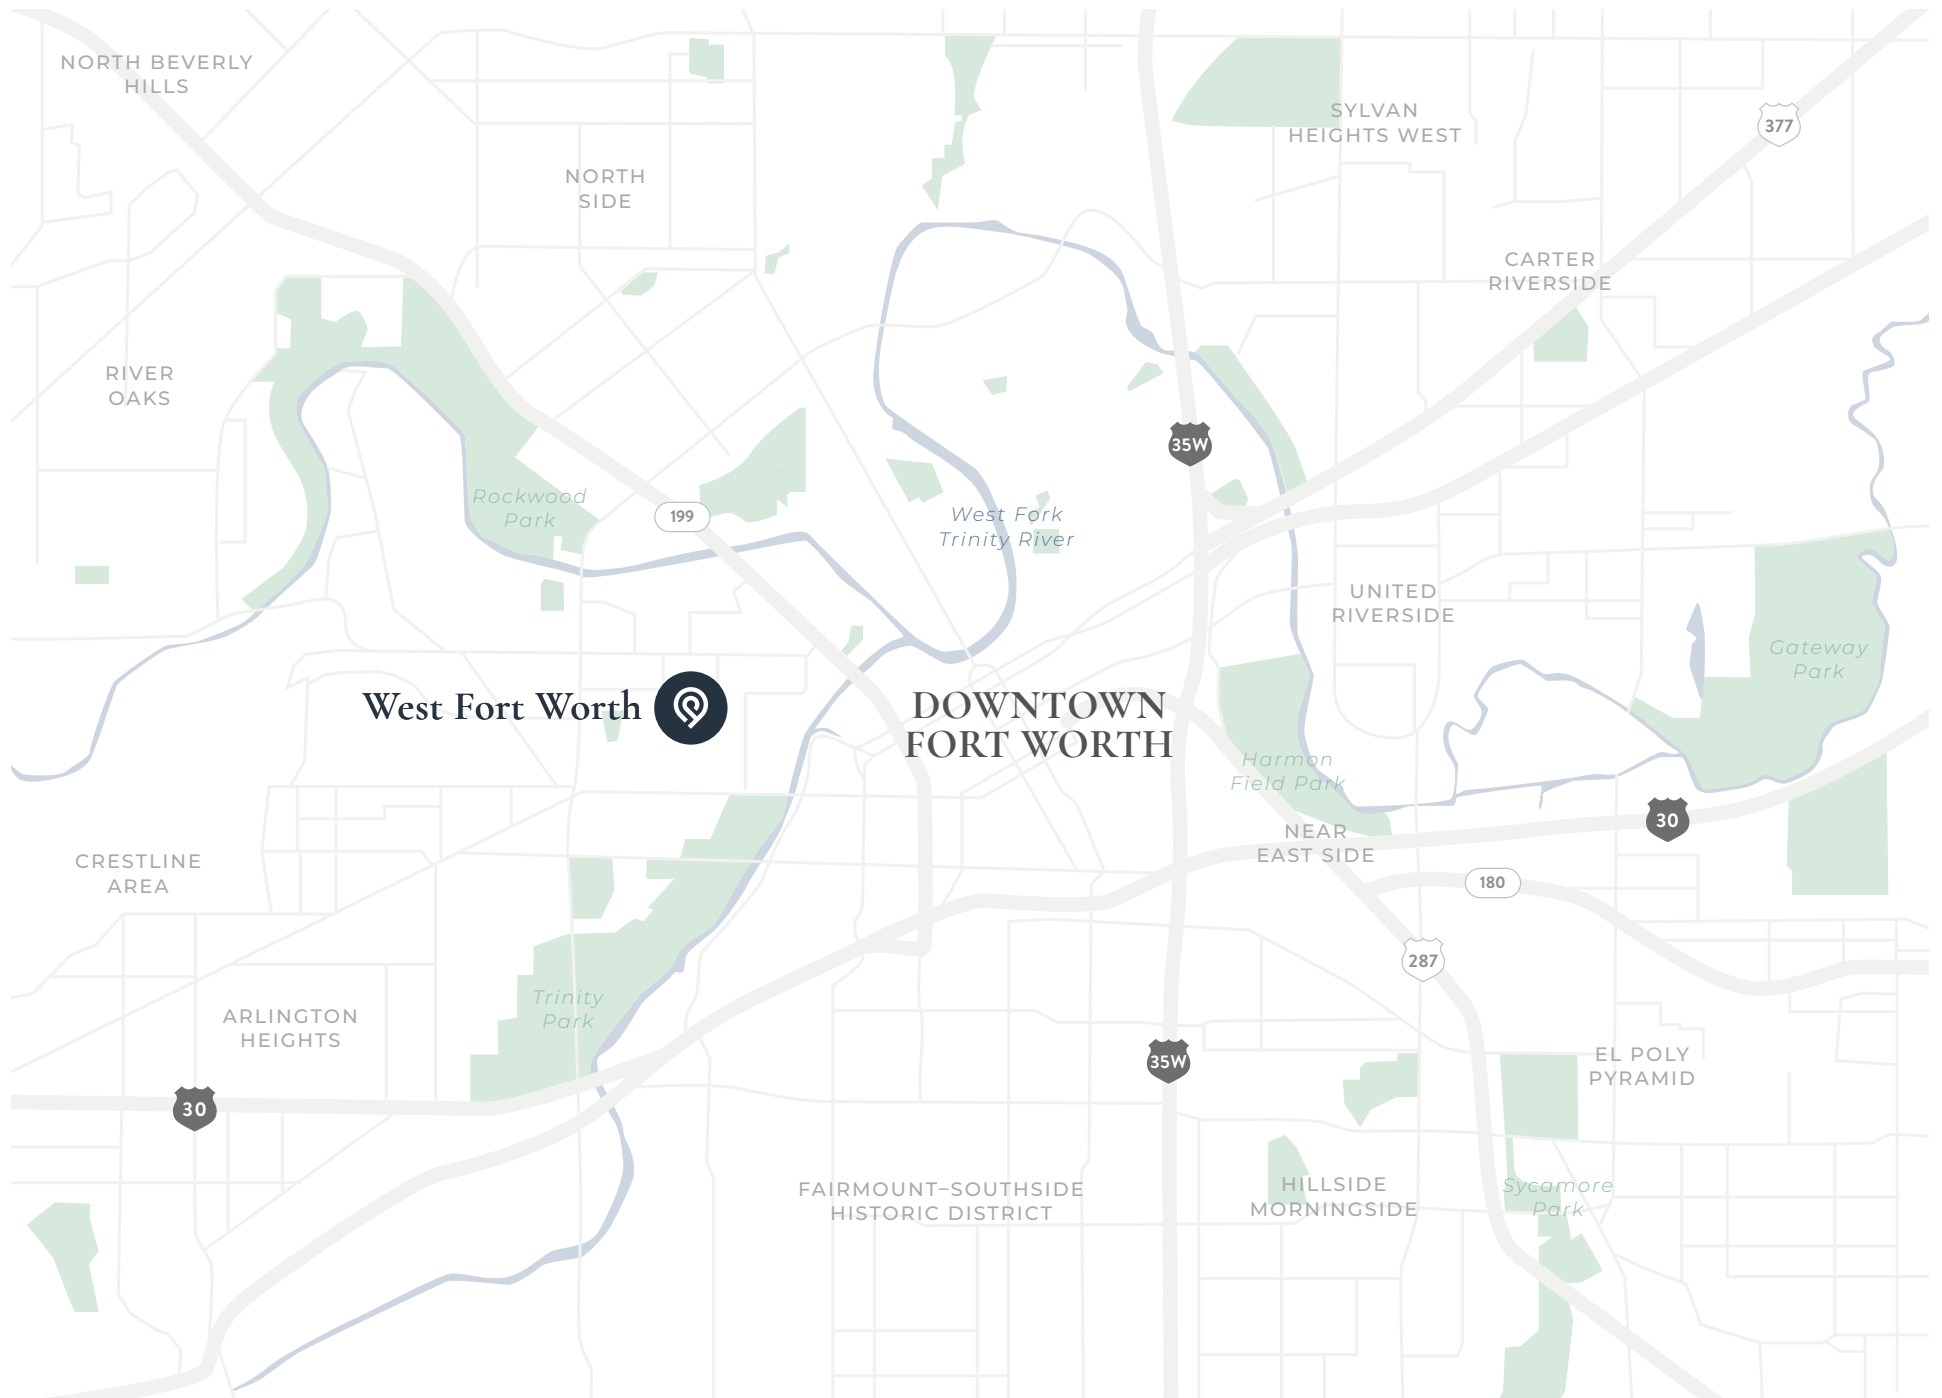 NORTH BEVERLY
HILLS
SYLVAN
HEIGHTS WEST
377
NORTH
SIDE
CARTER
RIVERSIDE
RIVER
OAKS
35W
Rockwood
Park
199
West Fork
Trinity River
UNITED
RIVERSIDE
Gateway
Park
West Fort Worth
DOWNTOWN
FORT WORTH
Harmon
Field Park
30
NEAR
EAST SIDE
CRESTLINE
AREA
180
287
Trinity
Park
ARLINGTON
HEIGHTS
35W
EL POLY
PYRAMID
30
FAIRMOUNT–SOUTHSIDE
HISTORIC DISTRICT
HILLSIDE
MORNINGSIDE
Sycamore
Park